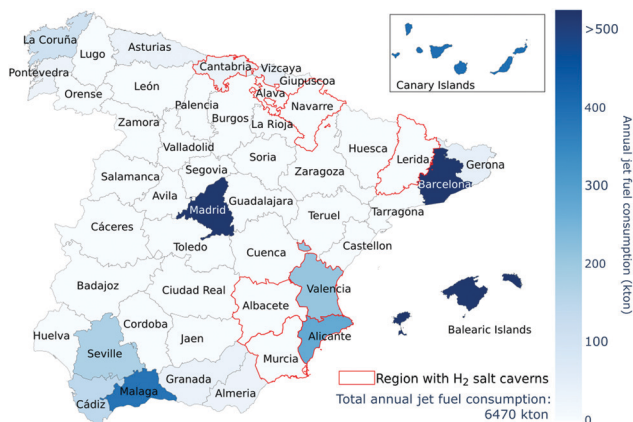 La Coruña
Lugo
Asturias
Cantabria
Vizcaya
Giupuscoa
Álava
Navarre
Pontevedra
Orense
León
Palencia
Burgos
La Rioja
Zamora
Valladolid
Soria
Huesca
Lerida
Gerona
Barcelona
Zaragoza
Tarragona
Salamanca
Segovia
Avila
Madrid
Guadalajara
Teruel
Castellon
Cáceres
Toledo
Cuenca
Valencia
Badajoz
Ciudad Real
Albacete
Alicante
Balearic Islands
Huelva
Cordoba
Jaen
Murcia
Seville
Granada
Almeria
Cádiz
Malaga
Canary Islands
Region with H₂ salt caverns
Total annual jet fuel consumption:
6470 kton
>500
400
300
200
100
0
Annual jet fuel consumption (kton)